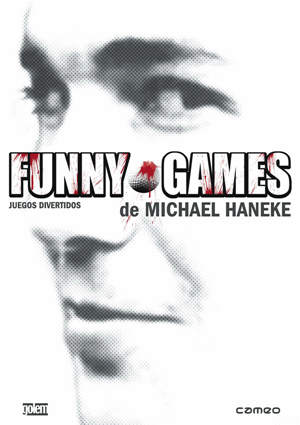 FUNNY GAMES
JUEGOS DIVERTIDOS
de MICHAEL HANEKE
golem
cameo